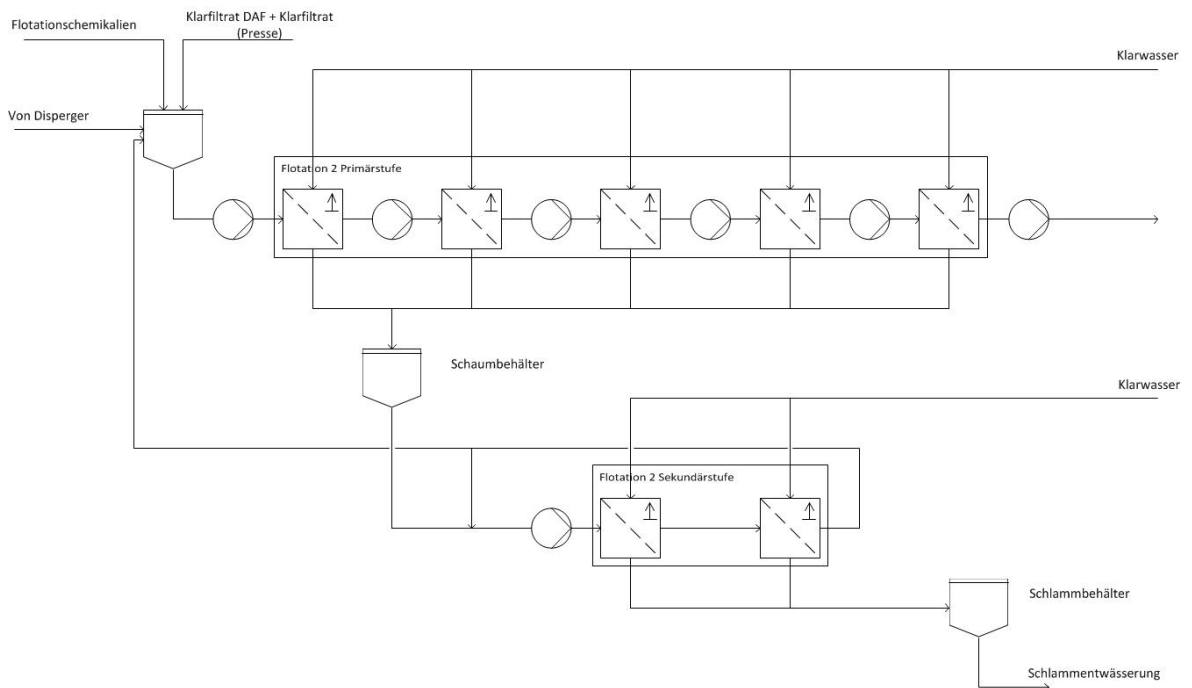 Flotationschemikalien
Klarfiltrat DAF + Klarfiltrat
(Presse)
Klarwasser
Von Disperger
Flotation 2 Primärstufe
Schaumbehälter
Klarwasser
Flotation 2 Sekundärstufe
Schlammbehälter
Schlammentwässerung